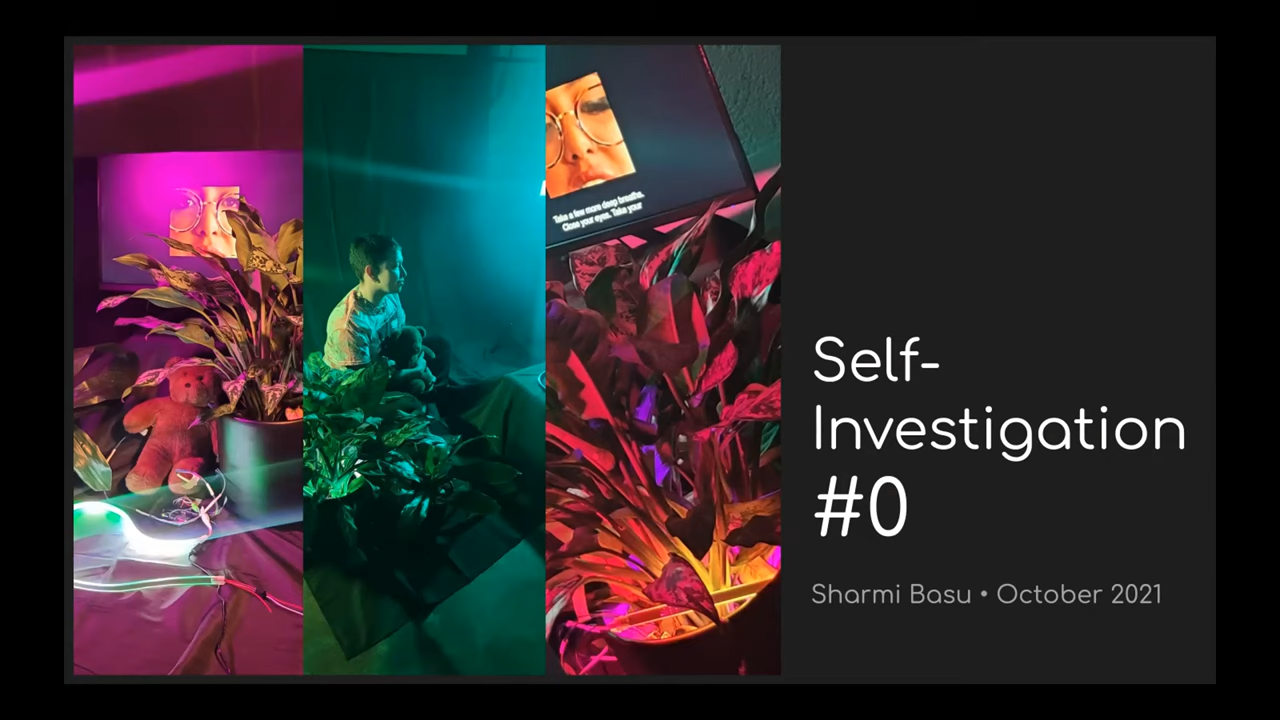 Take a few more deep breaths.
Close your eyes. Take your
Self-
Investigation
#0
Sharmi Basu • October 2021